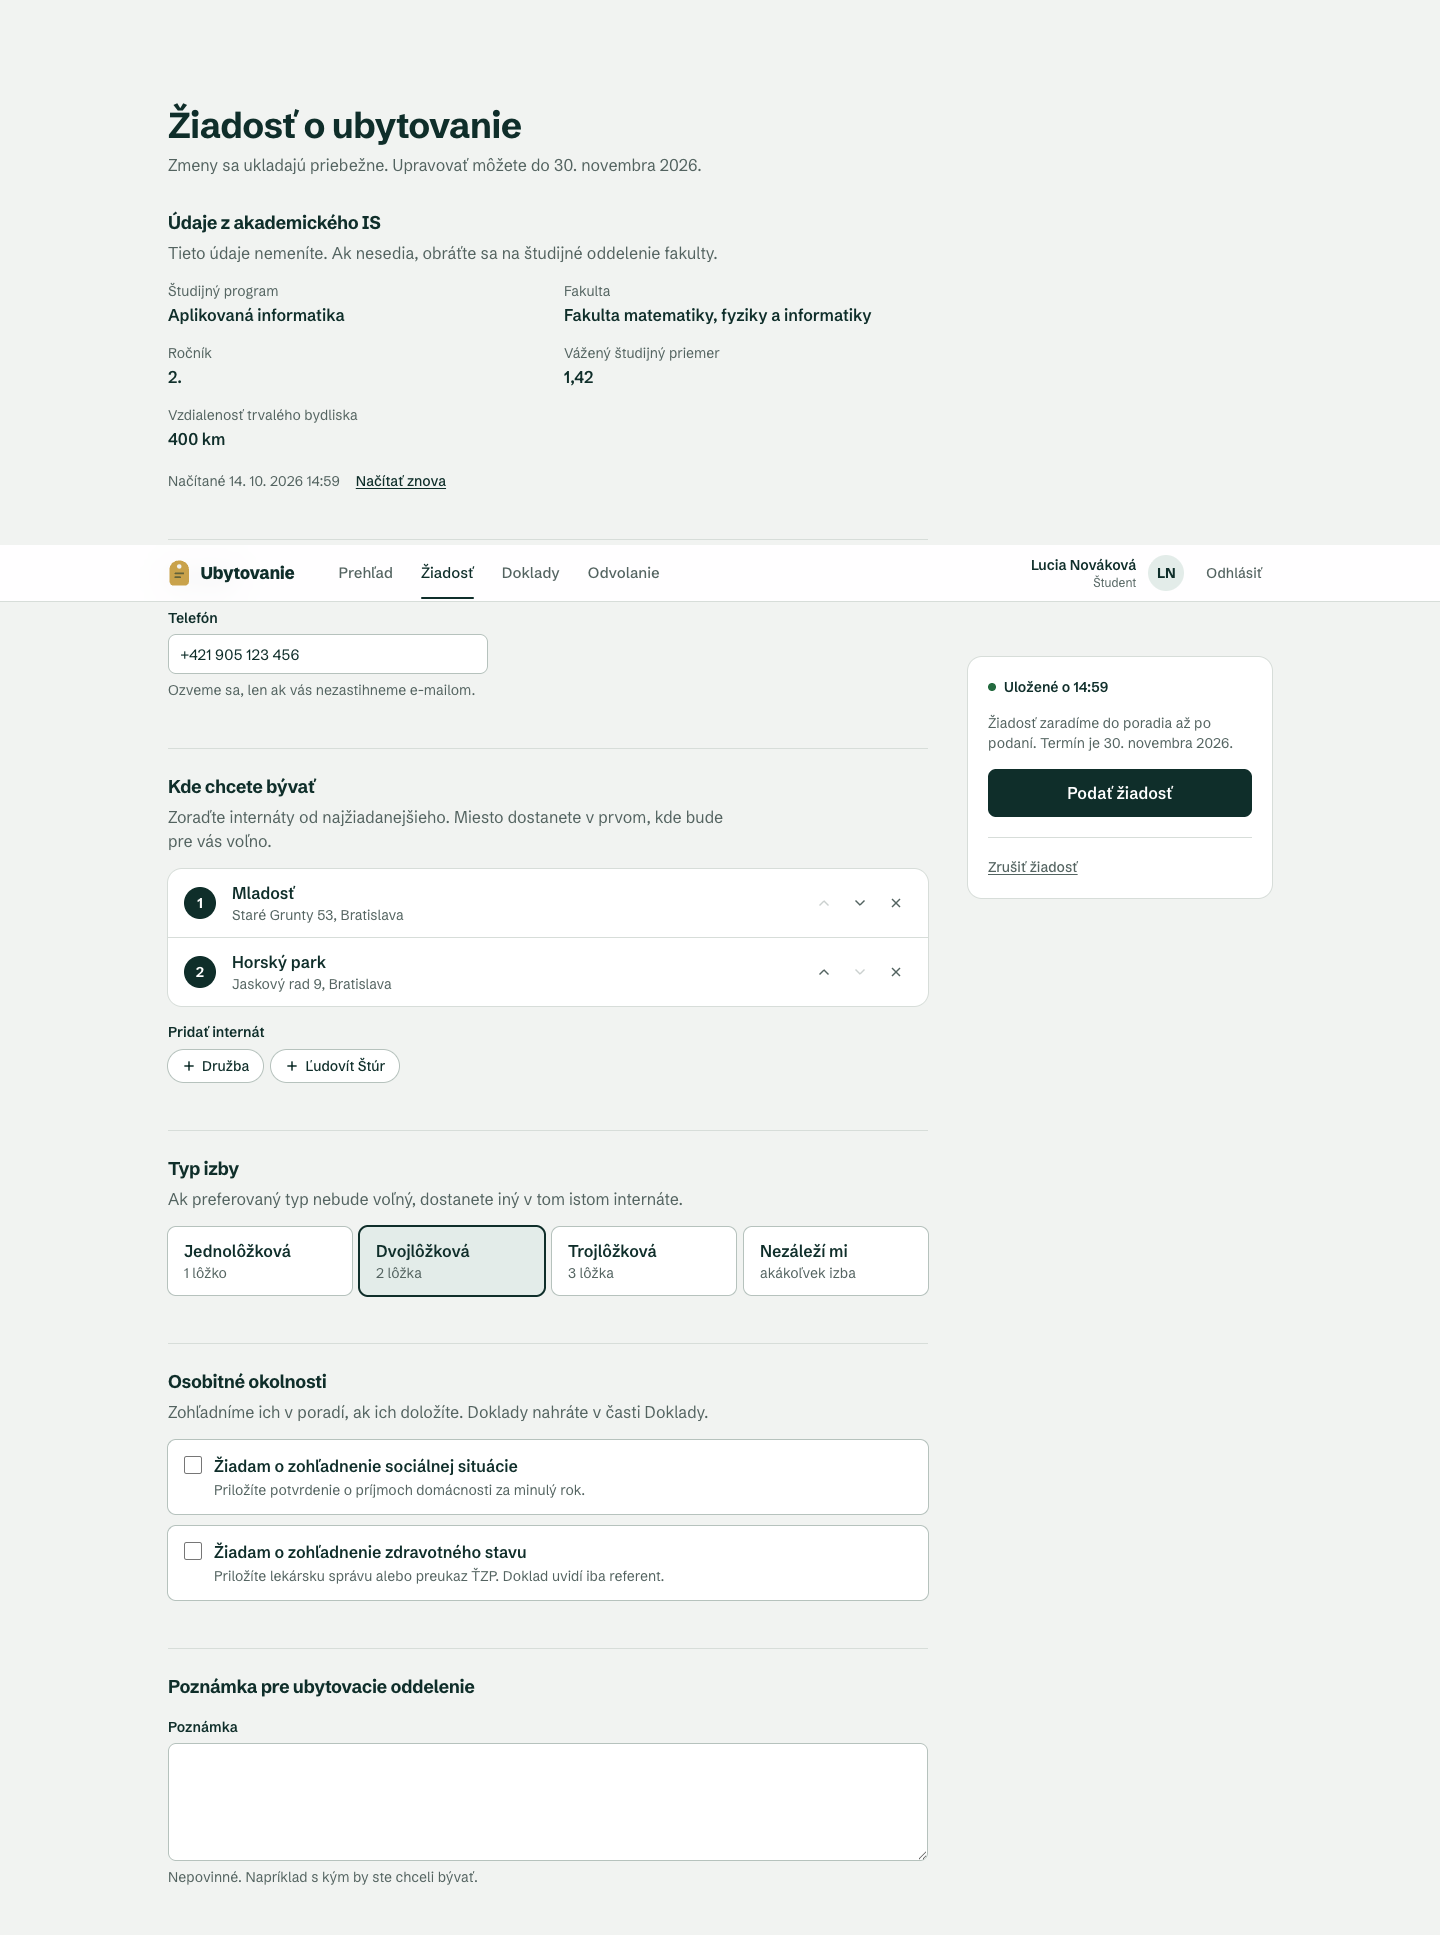 Žiadosť o ubytovanie
Zmeny sa ukladajú priebežne. Upravovať môžete do 30. novembra 2026.
Údaje z akademického IS
Tieto údaje nemeníte. Ak nesedia, obráťte sa na študijné oddelenie fakulty.
Študijný program
Aplikovaná informatika
Fakulta
Fakulta matematiky, fyziky a informatiky
Ročník
2.
Vážený študijný priemer
1,42
Vzdialenosť trvalého bydliska
400 km
Načítané 14. 10. 2026 14:59 Načítať znova
Ubytovanie
Prehľad
Žiadosť
Doklady
Odvolanie
Lucia Nováková
Študent
LN
Odhlásiť
Telefón
+421 905 123 456
Ozveme sa, len ak vás nezastihneme e-mailom.
Uložené o 14:59
Žiadosť zaradíme do poradia až po
podaní. Termín je 30. novembra 2026.
Podať žiadosť
Zrušiť žiadosť
Kde chcete bývať
Zoraďte internáty od najžiadanejšieho. Miesto dostanete v prvom, kde bude
pre vás voľno.
1
Mladosť
Staré Grunty 53, Bratislava
2
Horský park
Jaskový rad 9, Bratislava
Pridať internát
+ Družba
+ Ľudovít Štúr
Typ izby
Ak preferovaný typ nebude voľný, dostanete iný v tom istom internáte.
Jednolôžková
1 lôžko
Dvojlôžková
2 lôžka
Trojlôžková
3 lôžka
Nezáleží mi
akákoľvek izba
Osobitné okolnosti
Zohľadníme ich v poradí, ak ich doložíte. Doklady nahráte v časti Doklady.
Žiadam o zohľadnenie sociálnej situácie
Priložíte potvrdenie o príjmoch domácnosti za minulý rok.
Žiadam o zohľadnenie zdravotného stavu
Priložíte lekársku správu alebo preukaz ŤZP. Doklad uvidí iba referent.
Poznámka pre ubytovacie oddelenie
Poznámka
Nepovinné. Napríklad s kým by ste chceli bývať.